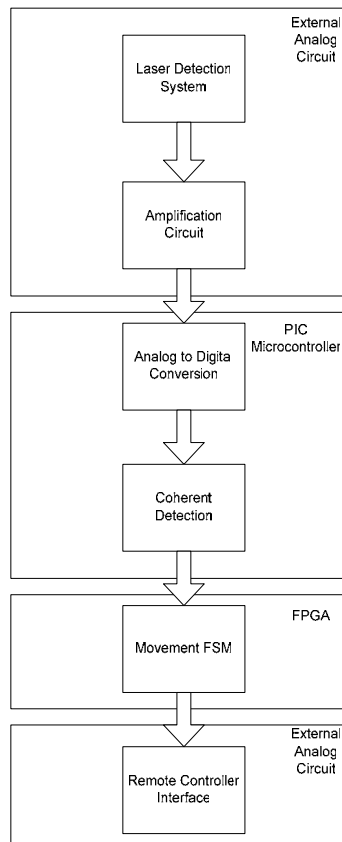 External
Analog
Circuit
Laser Detection
System
Amplification
Circuit
PIC
Microcontroller
Analog to Digita
Conversion
Coherent
Detection
FPGA
Movement FSM
External
Analog
Circuit
Remote Controller
Interface